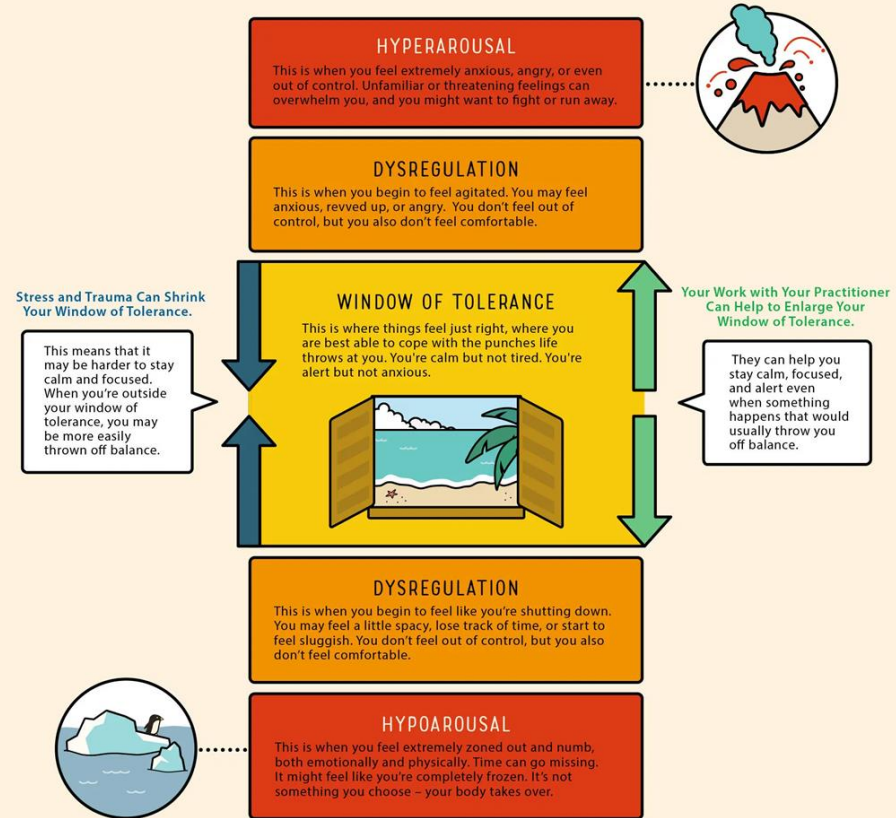 HYPERAROUSAL
This is when you feel extremely anxious, angry, or even
out of control. Unfamiliar or threatening feelings can
overwhelm you, and you might want to fight or run away.
DYSREGULATION
This is when you begin to feel agitated. You may feel
anxious, revved up, or angry. You don't feel out of
control, but you also don't feel comfortable.
Stress and Trauma Can Shrink
Your Window of Tolerance.
This means that it
may be harder to stay
calm and focused.
When you're outside
your window of
tolerance, you may
be more easily
thrown off balance.
WINDOW OF TOLERANCE
This is where things feel just right, where you
are best able to cope with the punches life
throws at you. You're calm but not tired. You're
alert but not anxious.
Your Work with Your Practitioner
Can Help to Enlarge Your
Window of Tolerance.
They can help you
stay calm, focused,
and alert even
when something
happens that would
usually throw you
off balance.
DYSREGULATION
This is when you begin to feel like you're shutting down.
You may feel a little spacy, lose track of time, or start to
feel sluggish. You don't feel out of control, but you also
don't feel comfortable.
HYPOAROUSAL
This is when you feel extremely zoned out and numb,
both emotionally and physically. Time can go missing.
It might feel like you're completely frozen. It's not
something you choose – your body takes over.